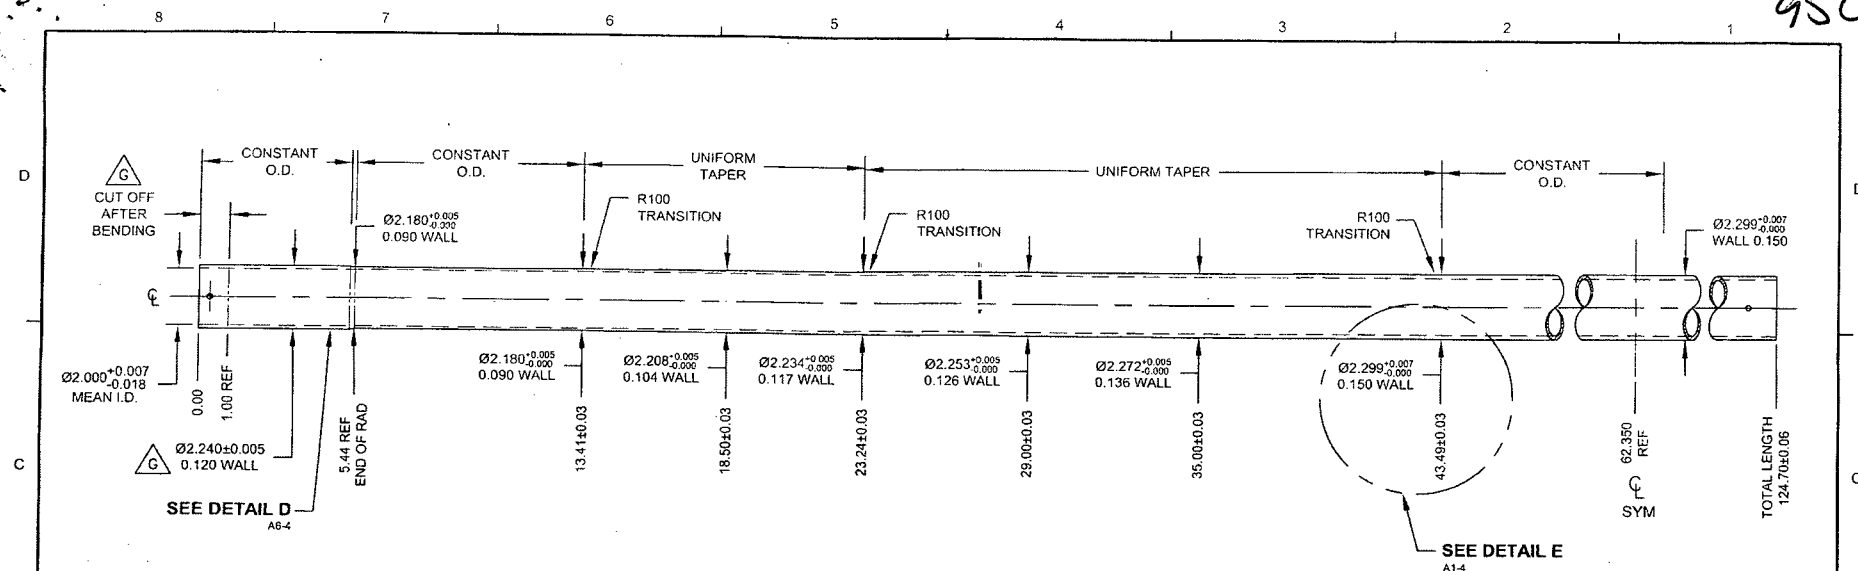 8 7 6 5 4 3 2 1
D
CONSTANT
O.D.
CONSTANT
O.D.
UNIFORM
TAPER
UNIFORM TAPER
CONSTANT
O.D.
G
CUT OFF
AFTER
BENDING
R100
TRANSITION
R100
TRANSITION
R100
TRANSITION
Ø2.180+0.005
-0.000
0.090 WALL
Ø2.299+0.007
-0.000
WALL 0.150
℄
Ø2.000+0.007
-0.018
MEAN I.D.
0.00
1.00 REF
Ø2.240±0.005
0.120 WALL
G
5.44 REF
END OF RAD
Ø2.180+0.005
-0.000
0.090 WALL
13.41±0.03
Ø2.208+0.005
-0.000
0.104 WALL
18.50±0.03
Ø2.234+0.005
-0.000
0.117 WALL
23.24±0.03
Ø2.253+0.005
-0.000
0.126 WALL
29.00±0.03
Ø2.272+0.005
-0.000
0.136 WALL
35.00±0.03
Ø2.299+0.007
-0.000
0.150 WALL
43.49±0.03
62.350
REF
℄
SYM
TOTAL LENGTH
124.70±0.06
C
SEE DETAIL D
A6-4
SEE DETAIL E
A1-4